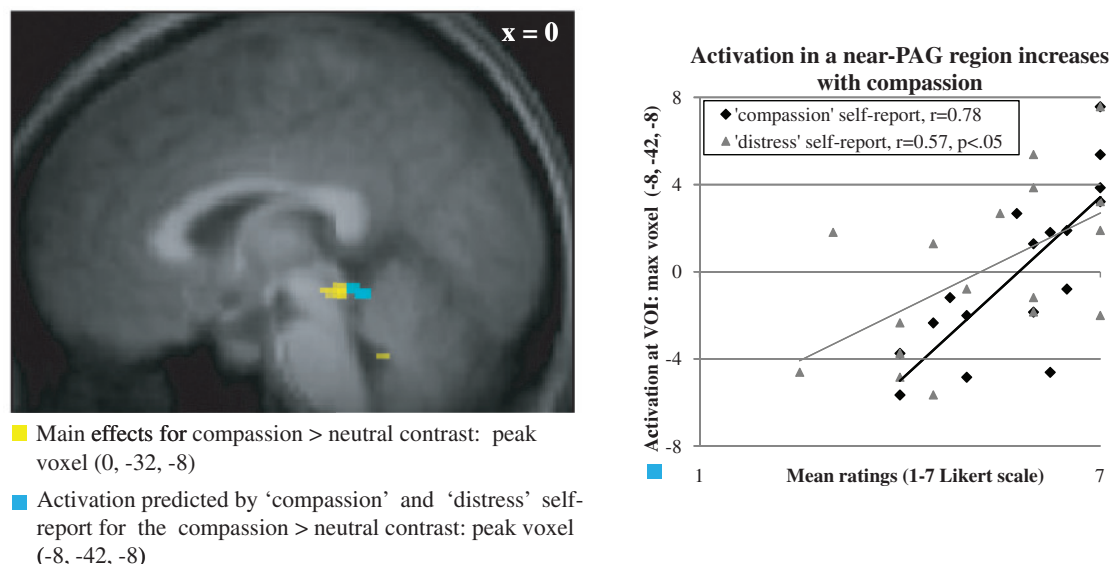 x = 0
Main effects for compassion > neutral contrast: peak
voxel (0, -32, -8)
Activation predicted by ‘compassion’ and ‘distress’ self-
report for the compassion > neutral contrast: peak voxel
(-8, -42, -8)
Activation in a near-PAG region increases
with compassion
'compassion' self-report, r=0.78
'distress' self-report, r=0.57, p<.05
Activation at VOI: max voxel (-8, -42, -8)
8
4
0
-4
-8
1
Mean ratings (1-7 Likert scale)
7